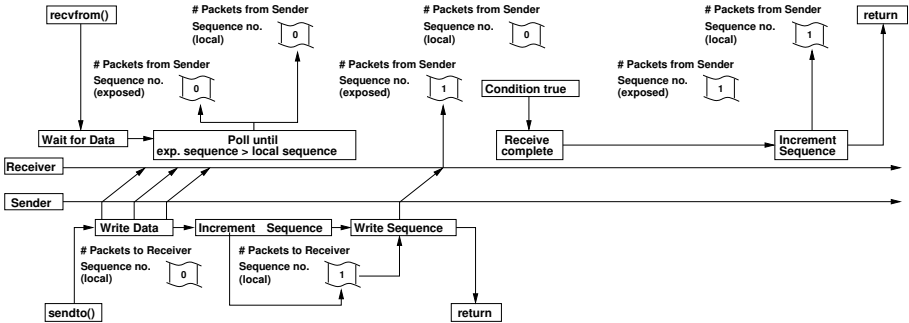 recvfrom()
# Packets from Sender
Sequence no.
(local)
0
# Packets from Sender
Sequence no.
(exposed)
0
# Packets from Sender
Sequence no.
(local)
0
# Packets from Sender
Sequence no.
(exposed)
1
# Packets from Sender
Sequence no.
(local)
1
# Packets from Sender
Sequence no.
(exposed)
1
return
Condition true
Wait for Data
Poll until
exp. sequence > local sequence
Receive
complete
Increment
Sequence
Receiver
Sender
Write Data
Increment Sequence
Write Sequence
# Packets to Receiver
Sequence no.
(local)
0
# Packets to Receiver
Sequence no.
(local)
1
sendto()
return